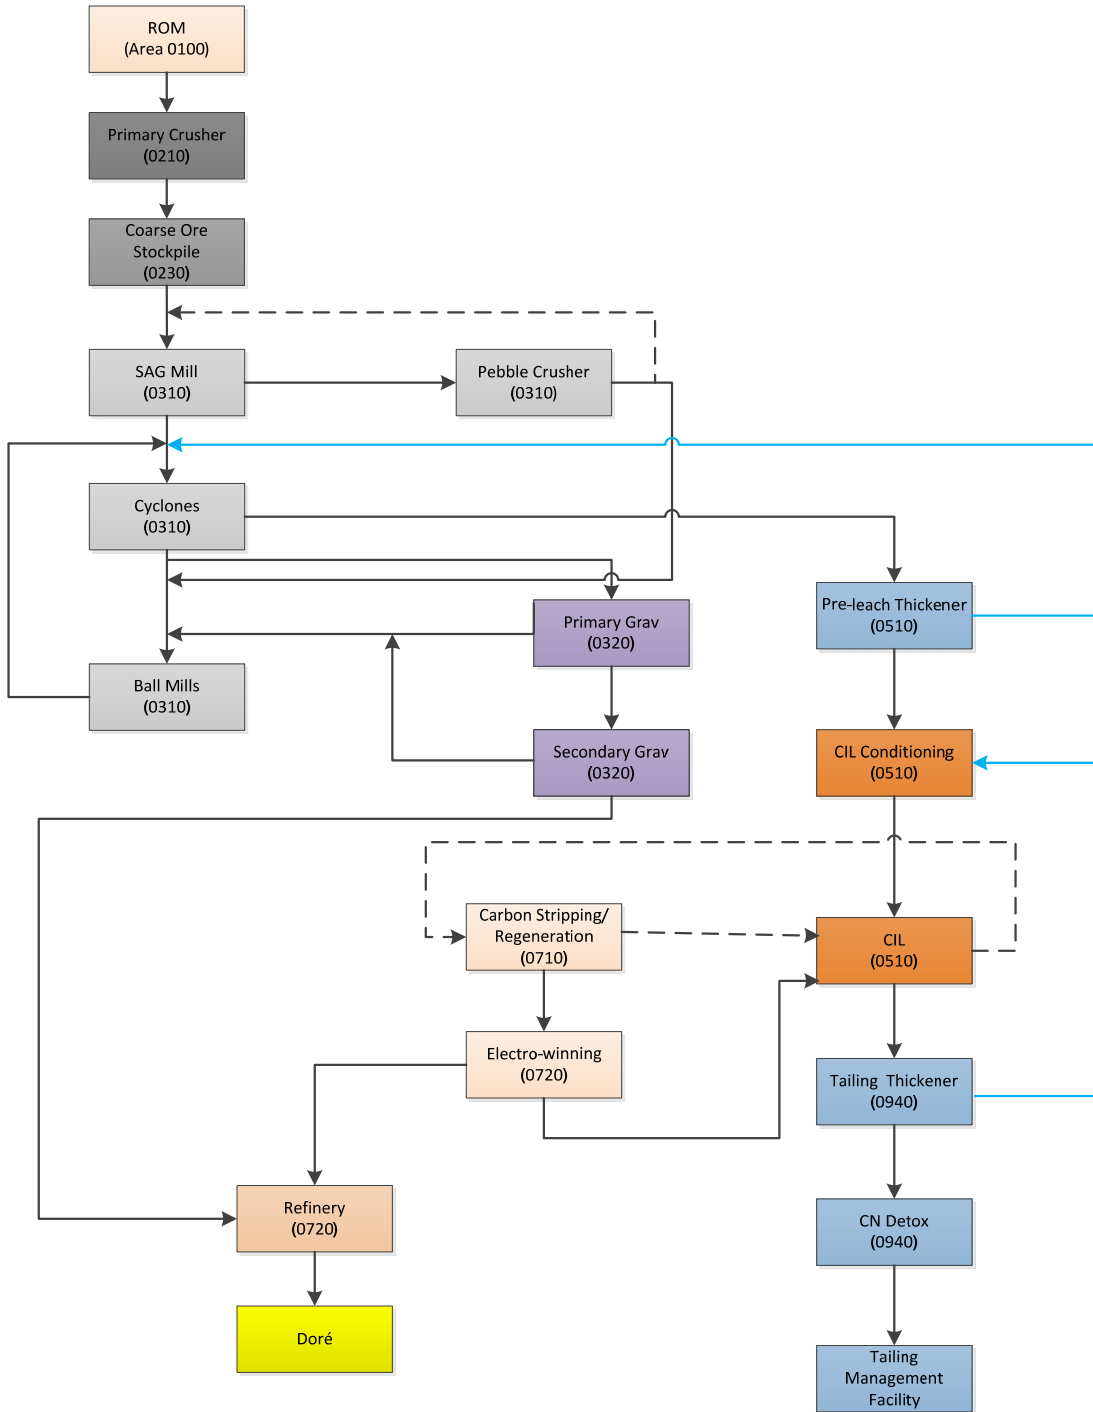 ROM
(Area 0100)
Primary Crusher
(0210)
Coarse Ore
Stockpile
(0230)
SAG Mill
(0310)
Pebble Crusher
(0310)
Cyclones
(0310)
Pre-leach Thickener
(0510)
Primary Grav
(0320)
Ball Mills
(0310)
Secondary Grav
(0320)
CIL Conditioning
(0510)
Carbon Stripping/
Regeneration
(0710)
CIL
(0510)
Electro-winning
(0720)
Tailing Thickener
(0940)
Refinery
(0720)
CN Detox
(0940)
Doré
Tailing
Management
Facility